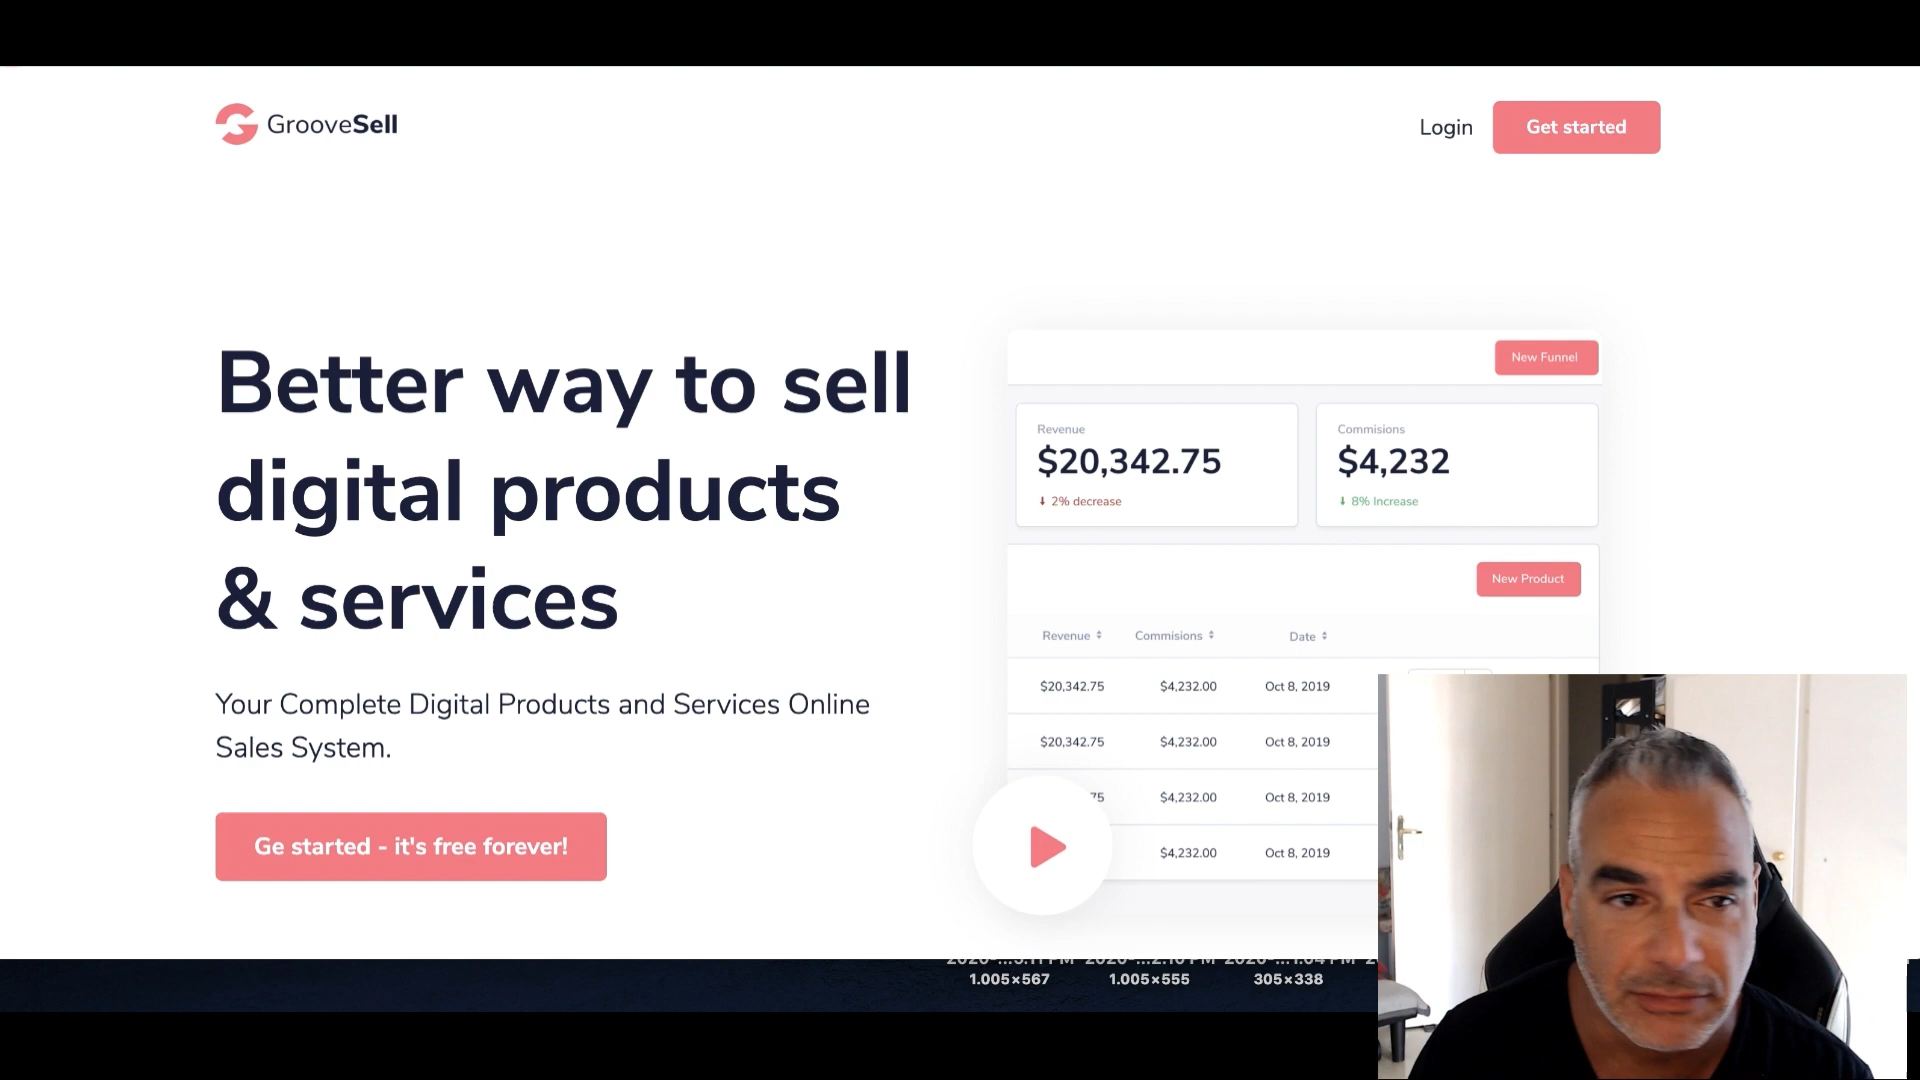 GrooveSell
Login
Get started
Better way to sell
digital products
& services
Your Complete Digital Products and Services Online
Sales System.
Ge started - it's free forever!
New Funnel
Revenue
$20,342.75
2% decrease
Commisions
$4,232
8% Increase
New Product
Revenue Commisions Date
$20,342.75 $4,232.00 Oct 8, 2019
$20,342.75 $4,232.00 Oct 8, 2019
75 $4,232.00 Oct 8, 2019
$4,232.00 Oct 8, 2019
1.005×567 1.005×555 305×338